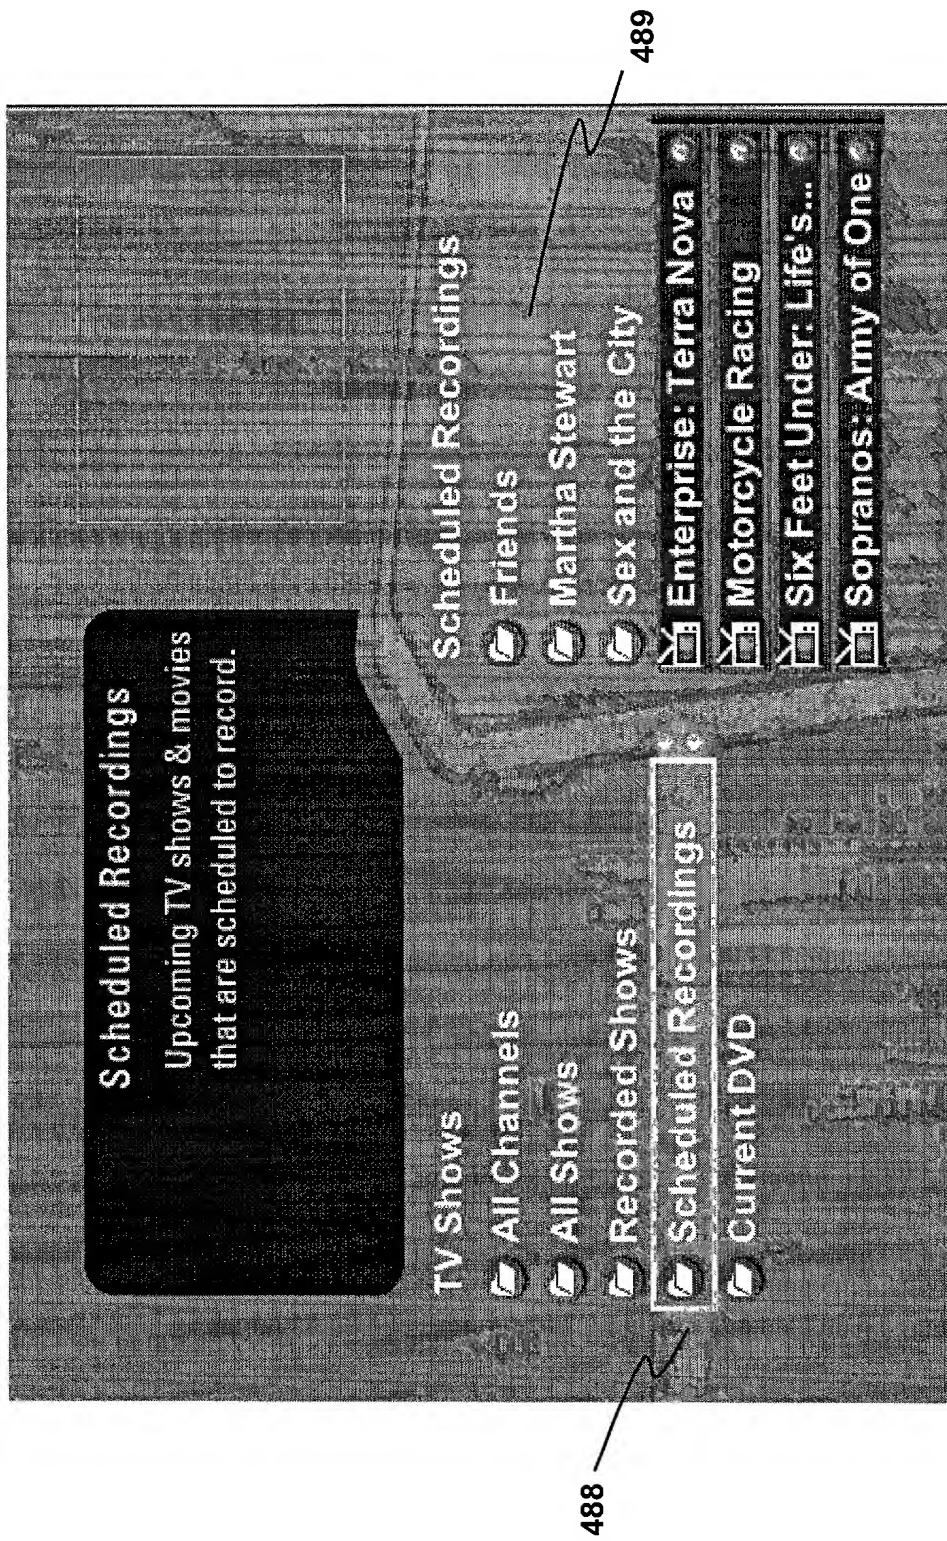 Scheduled Recordings
Upcoming TV shows & movies
that are scheduled to record.
TV Shows
All Channels
All Shows
Recorded Shows
Scheduled Recordings
Current DVD
Scheduled Recordings
Friends
Martha Stewart
Sex and the City
Enterprise: Terra Nova
Motorcycle Racing
Six Feet Under: Life's...
Sopranos: Army of One
488
489